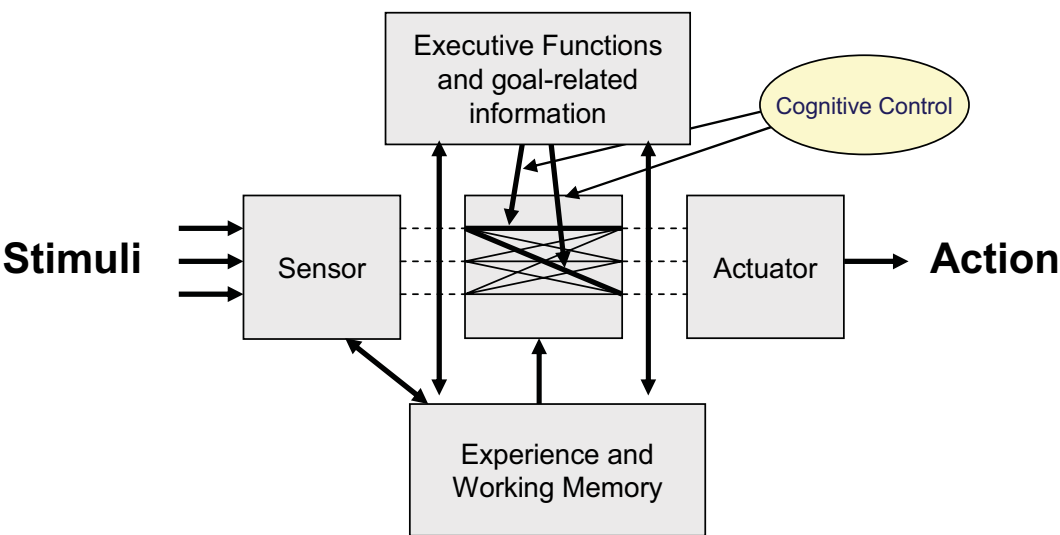 Executive Functions
and goal-related
information
Cognitive Control
Stimuli
Sensor
Actuator
Action
Experience and
Working Memory